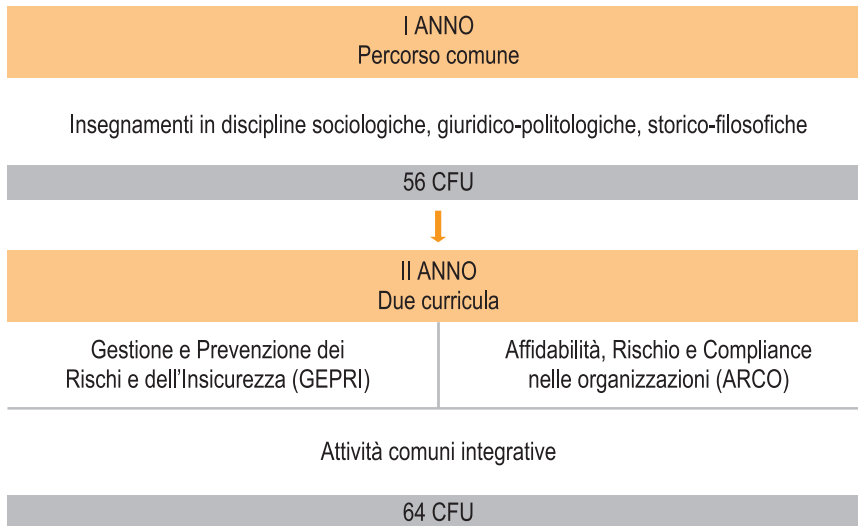 I ANNO
Percorso comune
Insegnamenti in discipline sociologiche, giuridico-politologiche, storico-filosofiche
56 CFU
II ANNO
Due curricula
Gestione e Prevenzione dei
Rischi e dell'Insicurezza (GEPRI)
Affidabilità, Rischio e Compliance
nelle organizzazioni (ARCO)
Attività comuni integrative
64 CFU